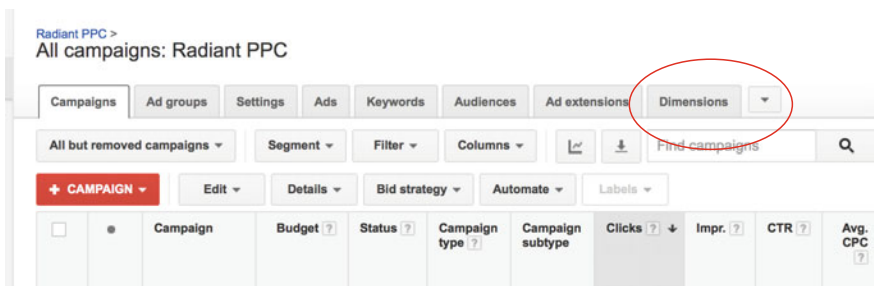 Radiant PPC >
All campaigns: Radiant PPC
Campaigns Ad groups Settings Ads Keywords Audiences Ad extensions Dimensions
All but removed campaigns Segment Filter Columns Find campaigns
+ CAMPAIGN Edit Details Bid strategy Automate Labels
Campaign Budget ? Status ? Campaign type ? Campaign subtype Clicks ? Impr. ? CTR ? Avg. CPC ?